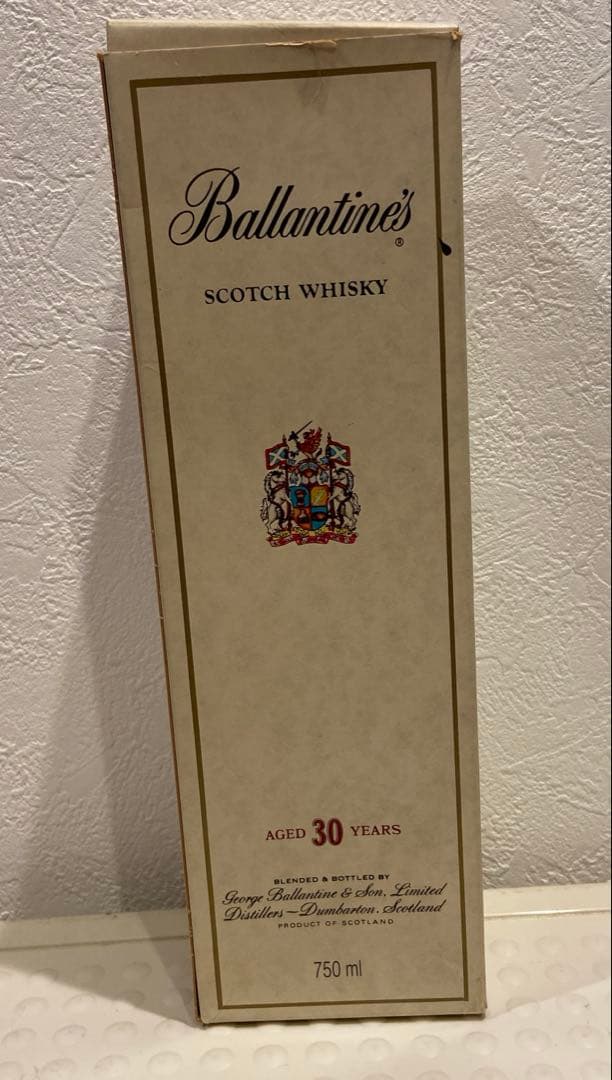 Ballantine's
®
SCOTCH WHISKY
AGED 30 YEARS
BLENDED & BOTTLED BY
George Ballantine & Son, Limited
Distillers~Dumbarton, Scotland
PRODUCT OF SCOTLAND
750 ml